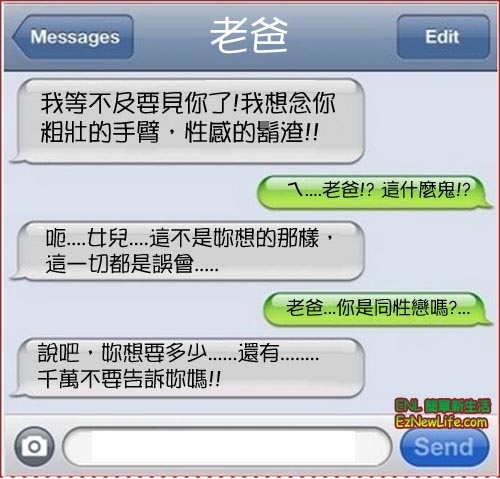 Messages
老爸
Edit
我等不及要見你了!我想念你
粗壯的手臂，性感的鬍渣!!
ㄟ....老爸!? 這什麼鬼!?
呃....女兒....這不是妳想的那樣，
這一切都是誤會.....
老爸...你是同性戀嗎?...
說吧，妳想要多少......還有........
千萬不要告訴妳媽!!
ENL 簡單新生活
EzNewLife.com
Send